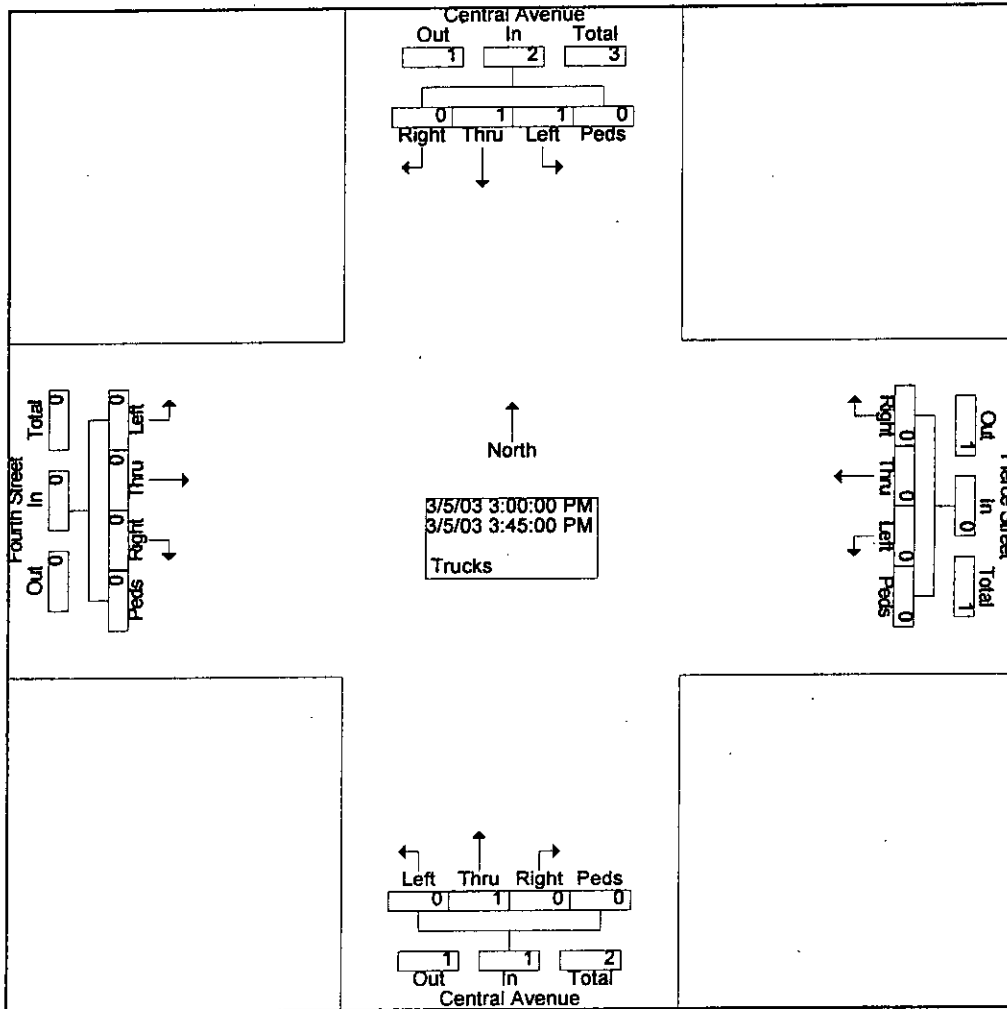 Central Avenue
Out In Total
1 2 3
0 1 1 0
Right Thru Left Peds
Total In Out
0 0 0
Fourth Street
Left Thru Right Peds
0 0 0 0
North
3/5/03 3:00:00 PM
3/5/03 3:45:00 PM
Trucks
Right Thru Left Peds
0 0 0 0
Out In Total
1 0 1
Street
Left Thru Right Peds
0 1 0 0
1 1 2
Out In Total
Central Avenue